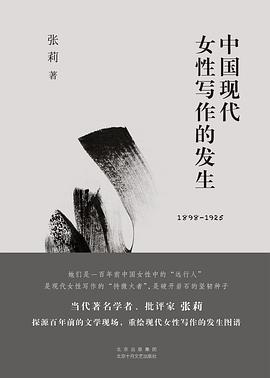 中国现代
女性写作的发生
张莉 著
1898-1925
她们是一百年前中国女性中的“远行人”
是现代女性写作的“持微火者”，是破开岩石的坚韧种子
当代著名学者、批评家 张莉
探源百年前的文学现场，重绘现代女性写作的发生图谱
北京出版集团
北京十月文艺出版社